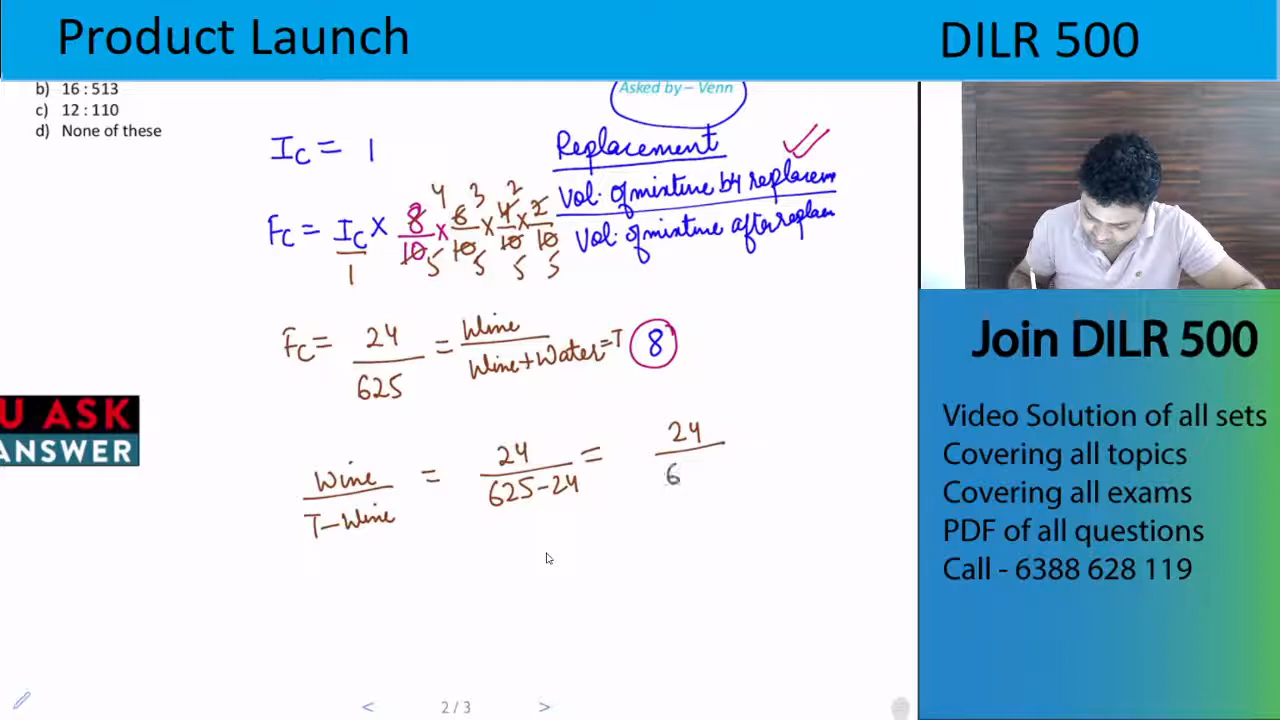 Product Launch
DILR 500
b) 16 : 513
c) 12 : 110
d) None of these
Asked by – Venn
Ic = 1
Replacement
Vol. of mixture by replacem
Vol. of mixture after replacem
4 3 2
Fc = Ic × 8/10 × 6/10 × 4/10 × 2/10
1 5 5 5 5
Fc = 24/625 = Wine/Wine+Water=T
8
U ASK
ANSWER
Wine/T-Wine = 24/625-24 = 24/6
2 / 3
Join DILR 500
Video Solution of all sets
Covering all topics
Covering all exams
PDF of all questions
Call - 6388 628 119